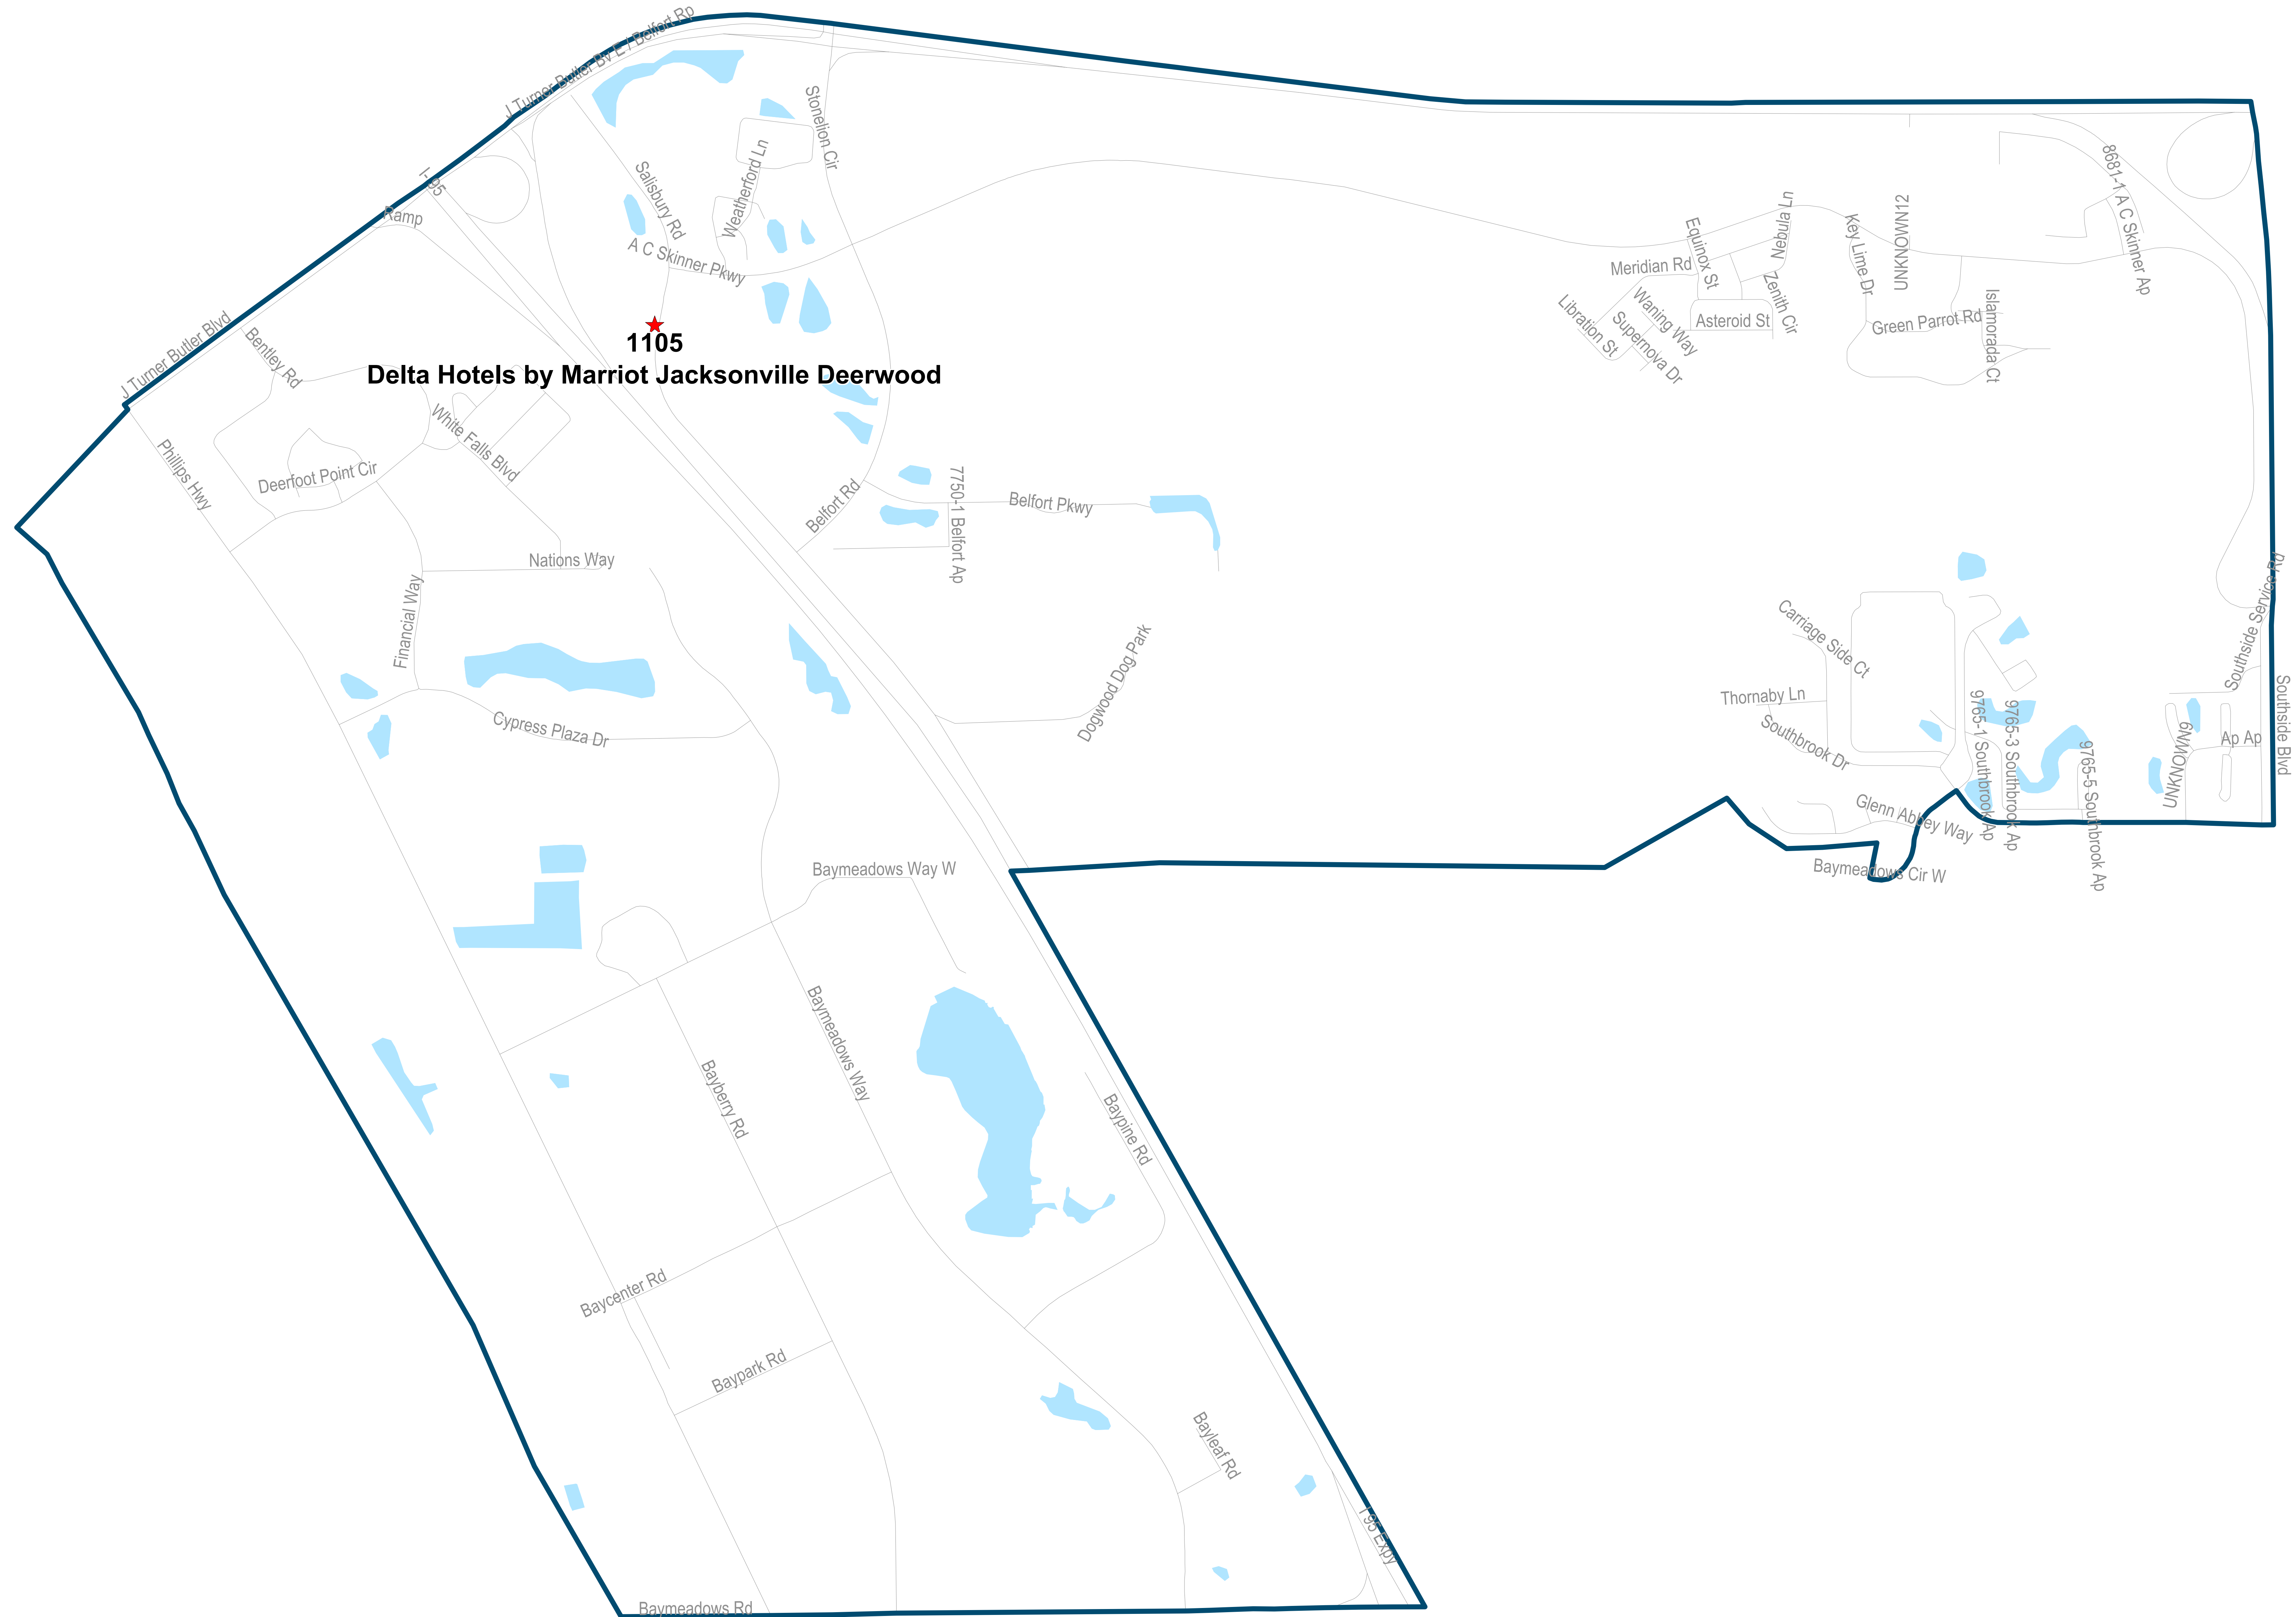 J Turner Butler Bv E / Belfort Rp
I- 95
Ramp
Stonelion Cir
Weatherford Ln
Salisbury Rd
A C Skinner Pkwy
8681-1 A C Skinner Ap
Equinox St
Nebula Ln
Key Lime Dr
UNKNOWN12
Meridian Rd
Zenith Cir
Libration St
Waning Way
Supernova Dr
Asteroid St
Green Parrot Rd
Islamorada Ct
J Turner Butler Blvd
Bentley Rd
1105
Delta Hotels by Marriot Jacksonville Deerwood
White Falls Blvd
Phillips Hwy
Deerfoot Point Cir
Belfort Rd
7750-1 Belfort Ap
Belfort Pkwy
Nations Way
Financial Way
Cypress Plaza Dr
Dogwood Dog Park
Carriage Side Ct
Thornaby Ln
Southbrook Dr
9765-1 Southbrook Ap
9765-3 Southbrook Ap
9765-5 Southbrook Ap
UNKNOWN9
Ap Ap
Southside Service Rd
Southside Blvd
Glenn Abbey Way
Baymeadows Cir W
Baymeadows Way W
Baymeadows Way
Bayberry Rd
Baypine Rd
Baycenter Rd
Baypark Rd
Bayleaf Rd
I 95 Expy
Baymeadows Rd